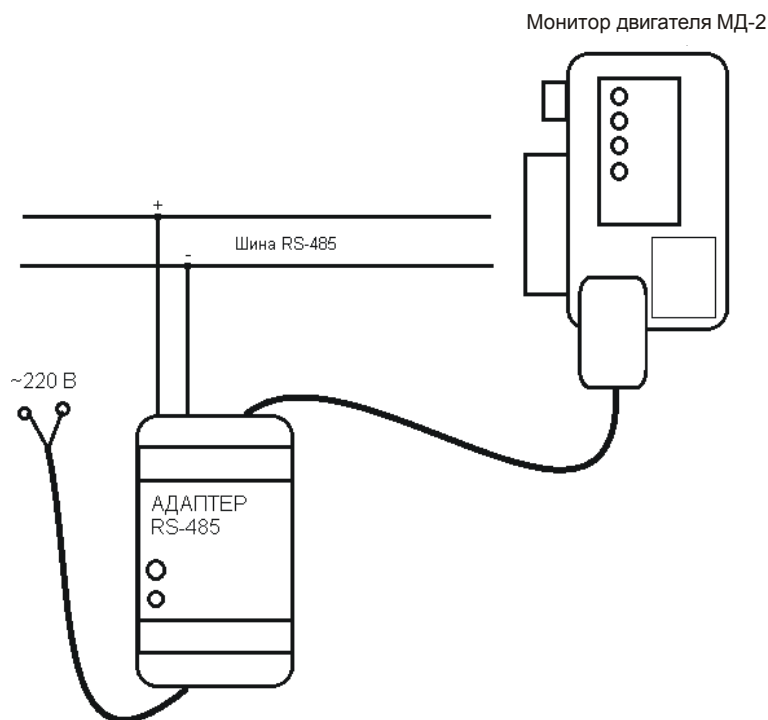 Монитор двигателя МД-2
+
Шина RS-485
-
~220 В
АДАПТЕР
RS-485